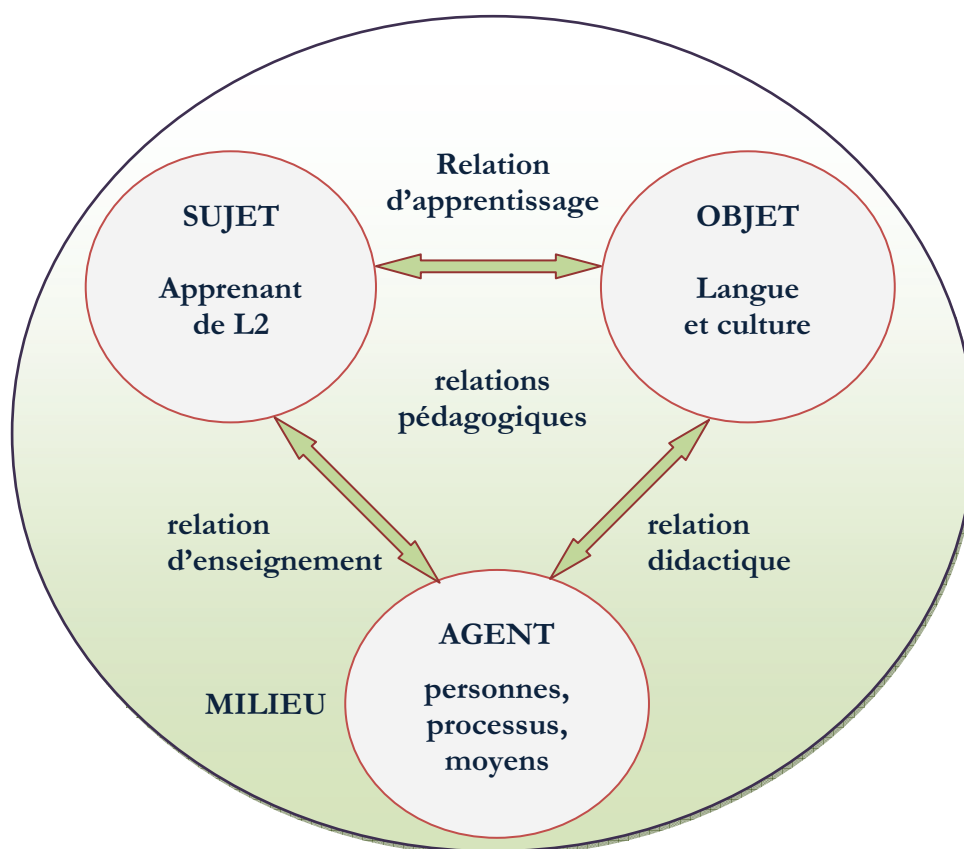 Relation
d’apprentissage
SUJET
Apprenant
de L2
OBJET
Langue
et culture
relations
pédagogiques
relation
d’enseignement
relation
didactique
AGENT
personnes,
processus,
moyens
MILIEU